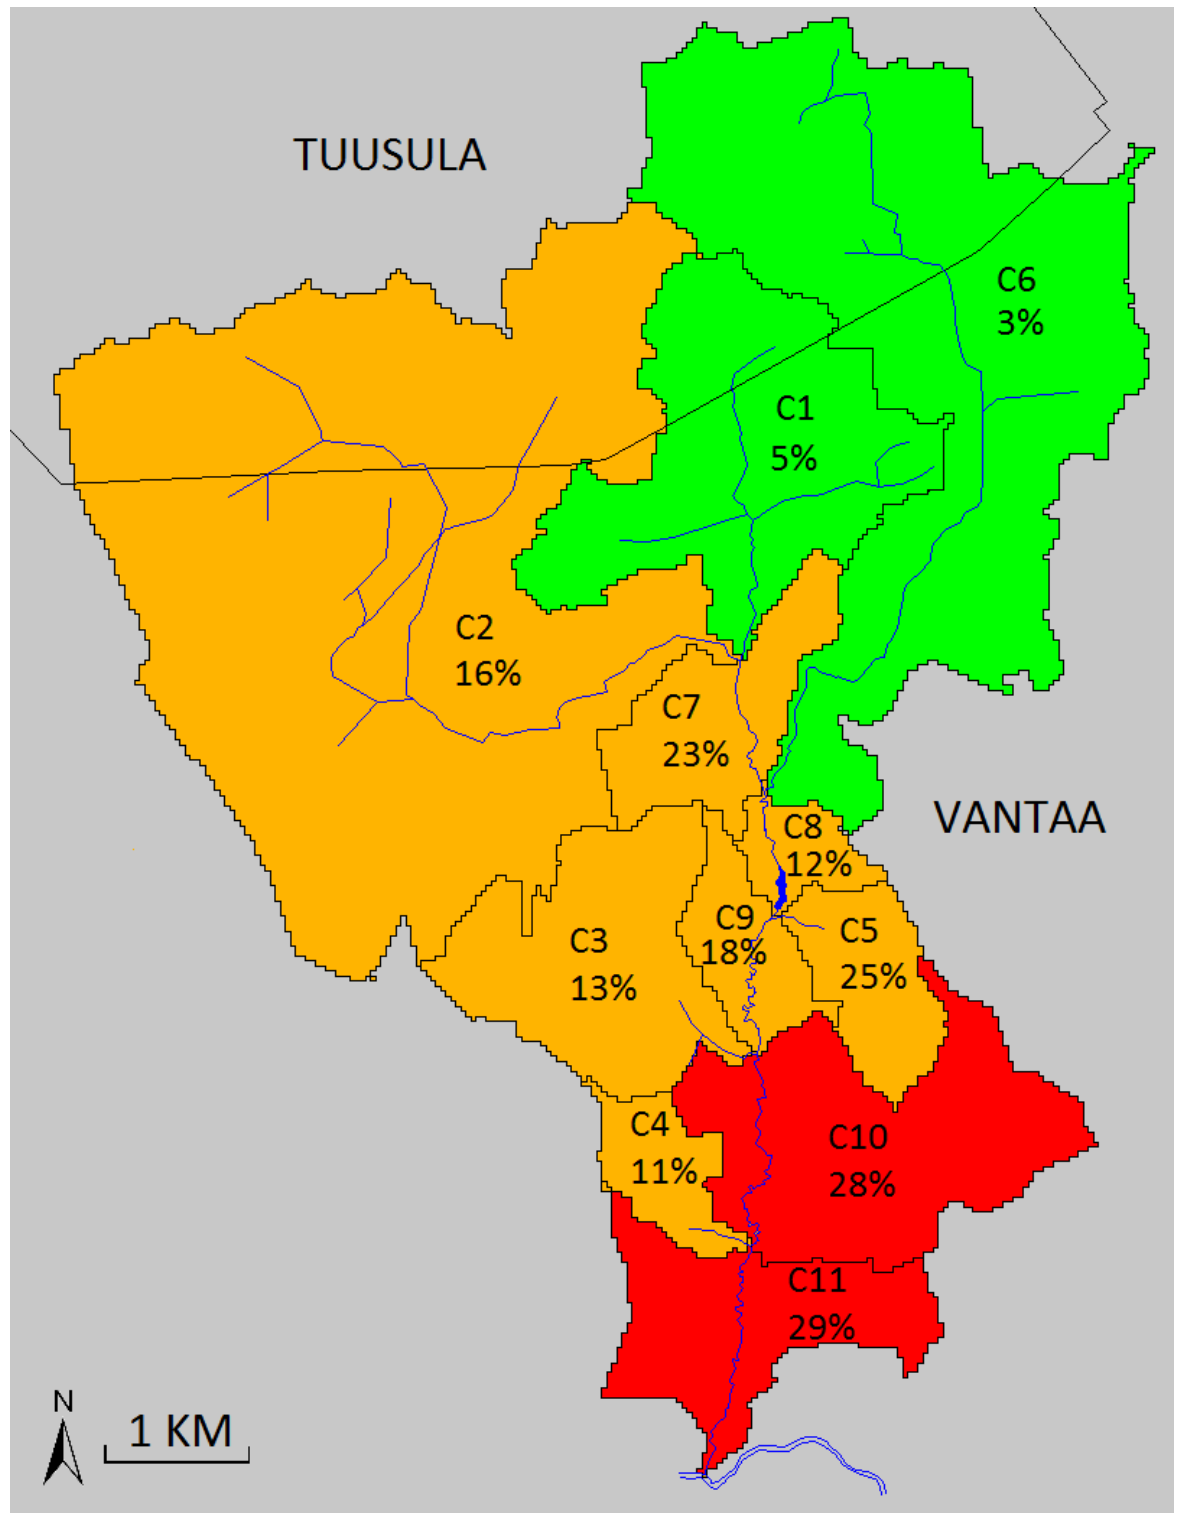 TUUSULA
C6
3%
C1
5%
C2
16%
C7
23%
VANTAA
C8
12%
C9
18%
C5
25%
C3
13%
C4
11%
C10
28%
C11
29%
N
1 KM